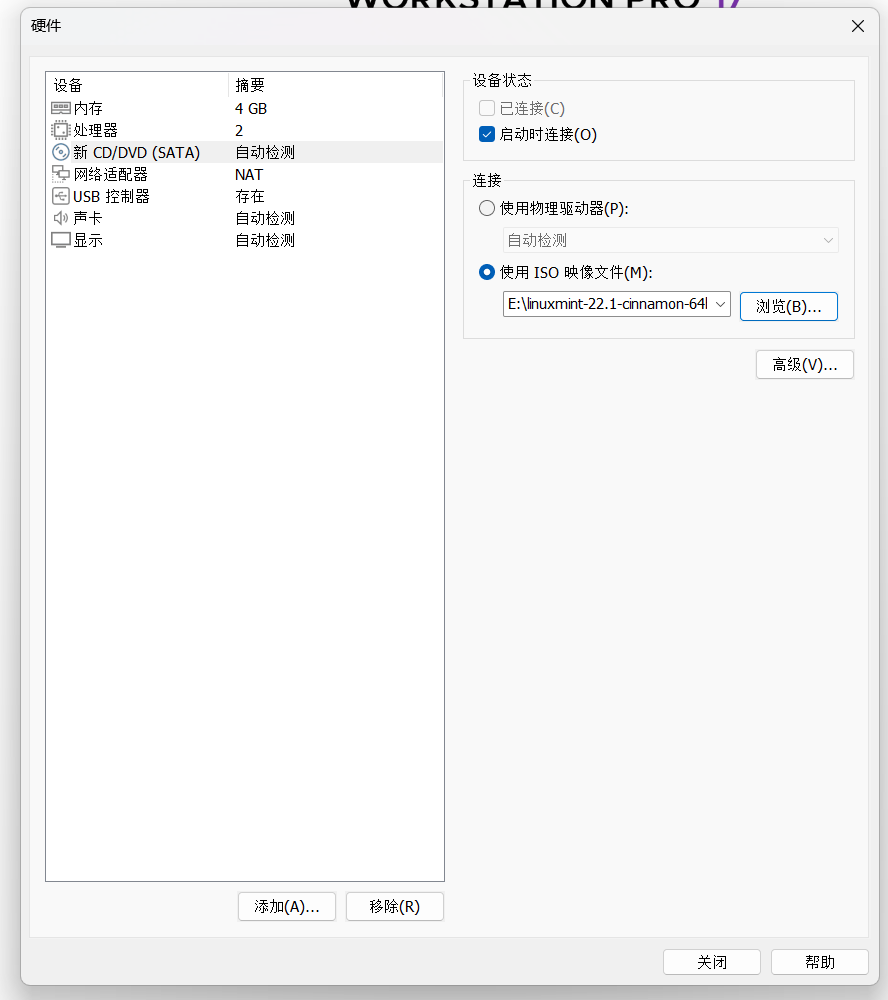 WORKSTATION PRO 17
硬件
设备 摘要
内存 4 GB
处理器 2
新 CD/DVD (SATA) 自动检测
网络适配器 NAT
USB 控制器 存在
声卡 自动检测
显示 自动检测
添加(A)... 移除(R)
设备状态
已连接(C)
启动时连接(O)
连接
使用物理驱动器(P):
自动检测
使用 ISO 映像文件(M):
E:\linuxmint-22.1-cinnamon-64 浏览(B)...
高级(V)...
关闭 帮助